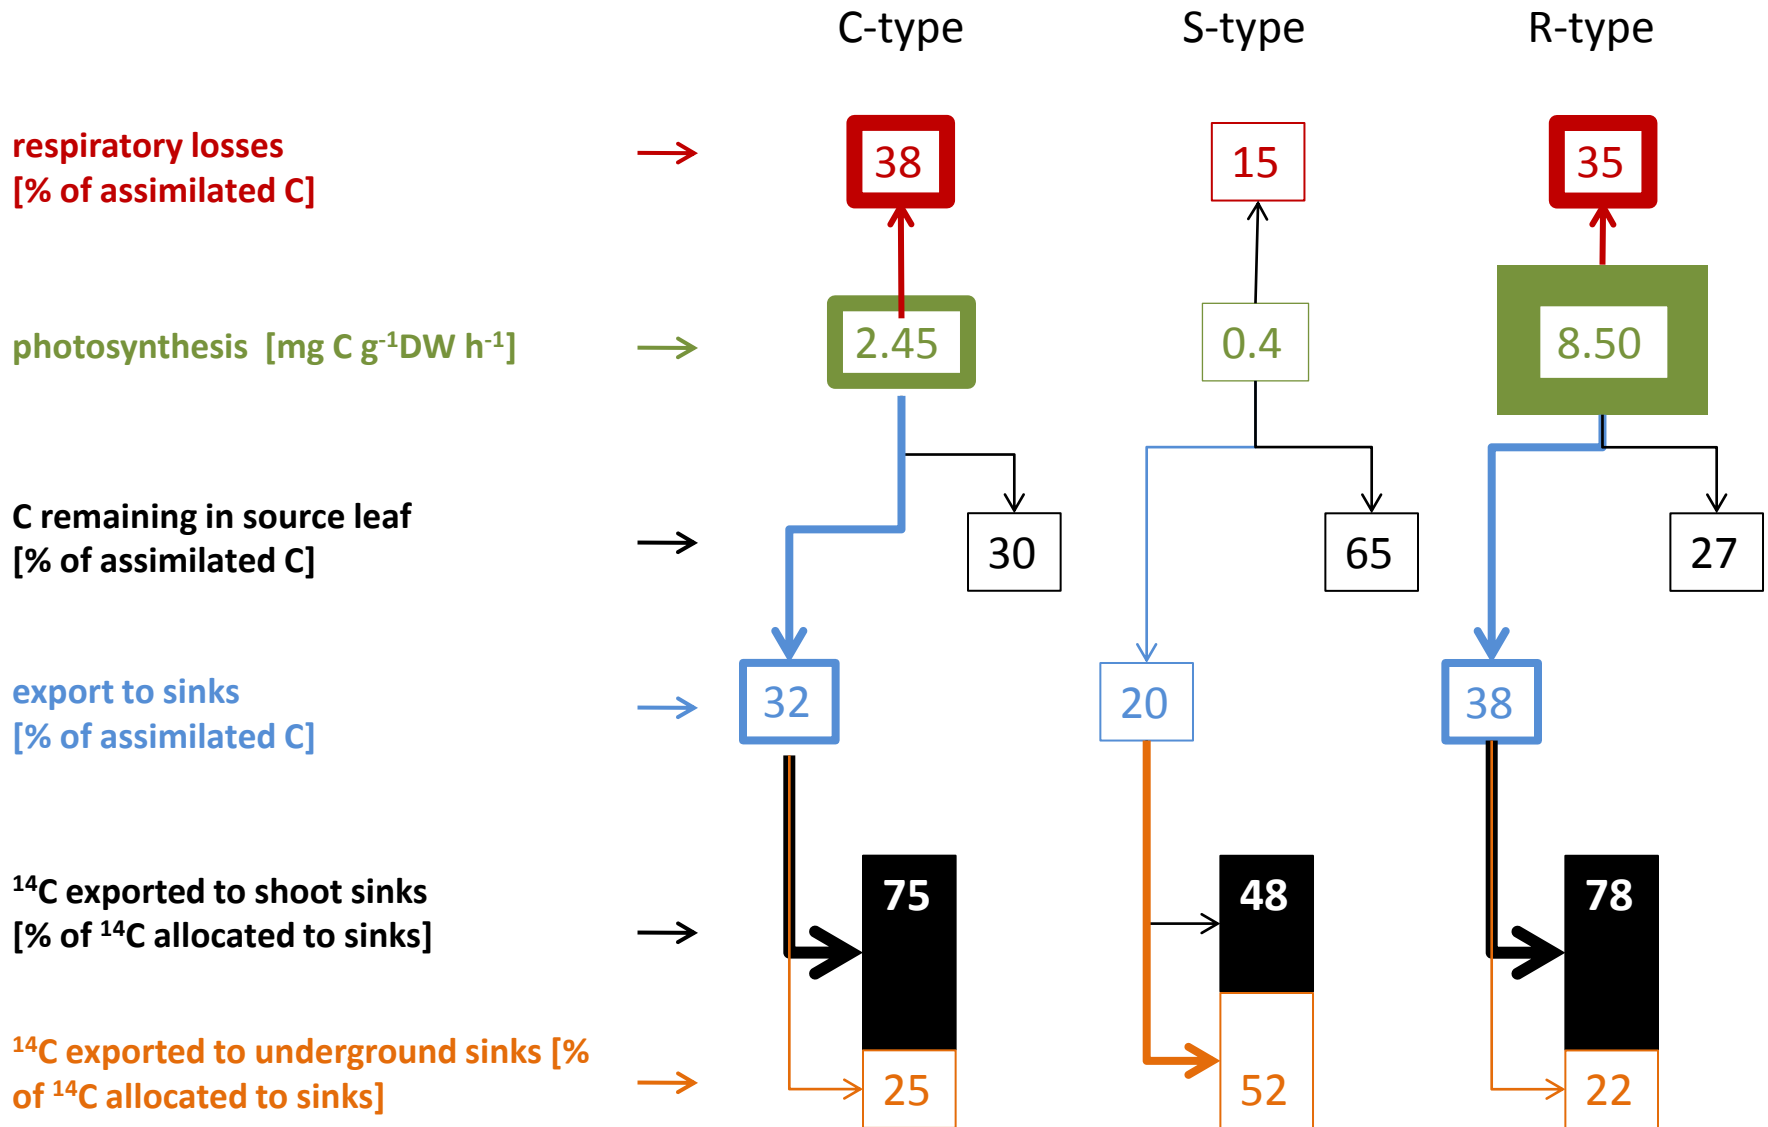 C-type S-type R-type
respiratory losses
[% of assimilated C]
38 15 35
photosynthesis [mg C g⁻¹DW h⁻¹]
2.45 0.4 8.50
C remaining in source leaf
[% of assimilated C]
30 65 27
export to sinks
[% of assimilated C]
32 20 38
¹⁴C exported to shoot sinks
[% of ¹⁴C allocated to sinks]
75 48 78
¹⁴C exported to underground sinks [%
of ¹⁴C allocated to sinks]
25 52 22